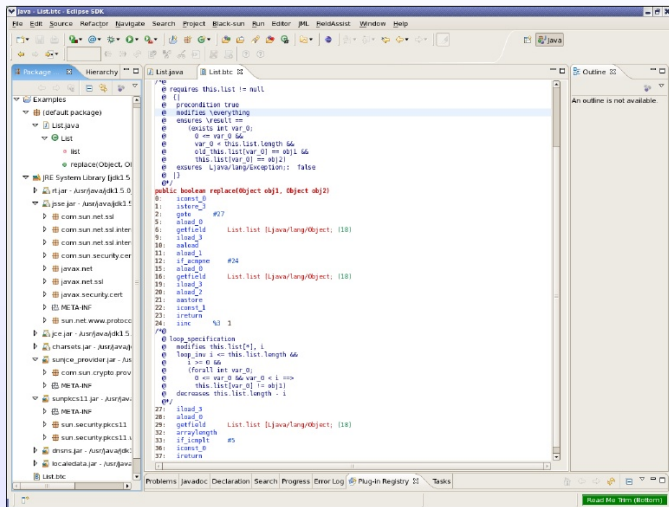 Java - List.btc - Eclipse SDK
File Edit Source Refactor Navigate Search Project Black-sun Run Editor JML FieldAssist Window Help
Java
Package
Hierarchy
List.java
List.btc
Outline
An outline is not available.
Examples
(default package)
List.java
List
list
replace(Object, Ob
JRE System Library [jdk1.5
rt.jar - /usr/java/jdk1.5.0
jsse.jar - /usr/java/jdk1.5
com.sun.net.ssl
com.sun.net.ssl.inter
com.sun.net.ssl.inter
com.sun.security.cer
javax.net
javax.net.ssl
javax.security.cert
META-INF
sun.net.www.protoco
jce.jar - /usr/java/jdk1.5
charsets.jar - /usr/java/
sunjce_provider.jar - /us
com.sun.crypto.prov
META-INF
sunpkcs11.jar - /usr/java
META-INF
sun.security.pkcs11
sun.security.pkcs11.
dnsns.jar - /usr/java/jdk1
localedata.jar - /usr/java
List.btc
/*@
@ requires this.list != null
@ {|
@ precondition true
@ modifies \everything
@ ensures \result ==
@ (exists int var_0;
@ 0 <= var_0 &&
@ var_0 < this.list.length &&
@ old_this.list[var_0] == obj1 &&
@ this.list[var_0] == obj2)
@ exsures Ljava/lang/Exception;: false
@ |}
@*/
public boolean replace(Object obj1, Object obj2)
0: iconst_0
1: istore_3
2: goto #27
5: aload_0
6: getfield List.list [Ljava/lang/Object; (18)
9: iload_3
10: aaload
11: aload_1
12: if_acmpne #24
15: aload_0
16: getfield List.list [Ljava/lang/Object; (18)
19: iload_3
20: aload_2
21: aastore
22: iconst_1
23: ireturn
24: iinc %3 1
/*@
@ loop_specification
@ modifies this.list[*], i
@ loop_inv i <= this.list.length &&
@ i >= 0 &&
@ (forall int var_0;
@ 0 <= var_0 && var_0 < i ==>
@ this.list[var_0] != obj1)
@ decreases this.list.length - i
@*/
27: iload_3
28: aload_0
29: getfield List.list [Ljava/lang/Object; (18)
32: arraylength
33: if_icmplt #5
36: iconst_0
37: ireturn
Problems Javadoc Declaration Search Progress Error Log Plug-in Registry Tasks
Read Me Trim (Bottom)